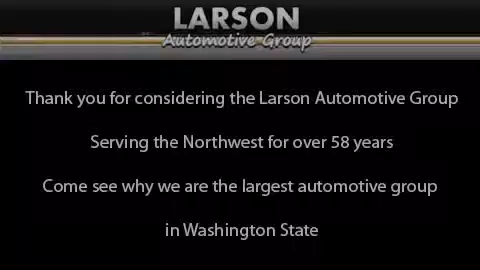 LARSON
Automotive Group
Thank you for considering the Larson Automotive Group
Serving the Northwest for over 58 years
Come see why we are the largest automotive group
in Washington State